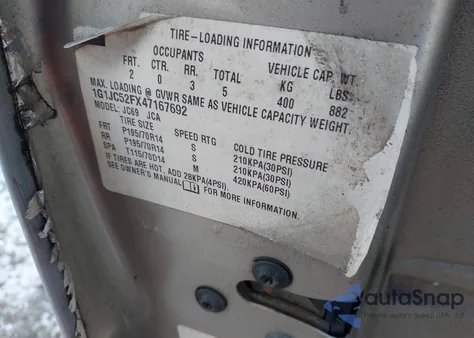 TIRE-LOADING INFORMATION
OCCUPANTS VEHICLE CAP. WT
FRT. CTR. RR. TOTAL KG LBS
2 0 3 5 400 882
MAX. LOADING @ GVWR SAME AS VEHICLE CAPACITY WEIGHT.
1G1JC52FX47167692
MODEL: JC69 JCA
TIRE SIZE SPEED RTG COLD TIRE PRESSURE
FRT P195/70R14 S 210KPA(30PSI)
RR P195/70R14 S 210KPA(30PSI)
SPA T115/70D14 M 420KPA(60PSI)
IF TIRES ARE HOT, ADD 28KPA(4PSI).
SEE OWNER'S MANUAL FOR MORE INFORMATION.
autaSnap